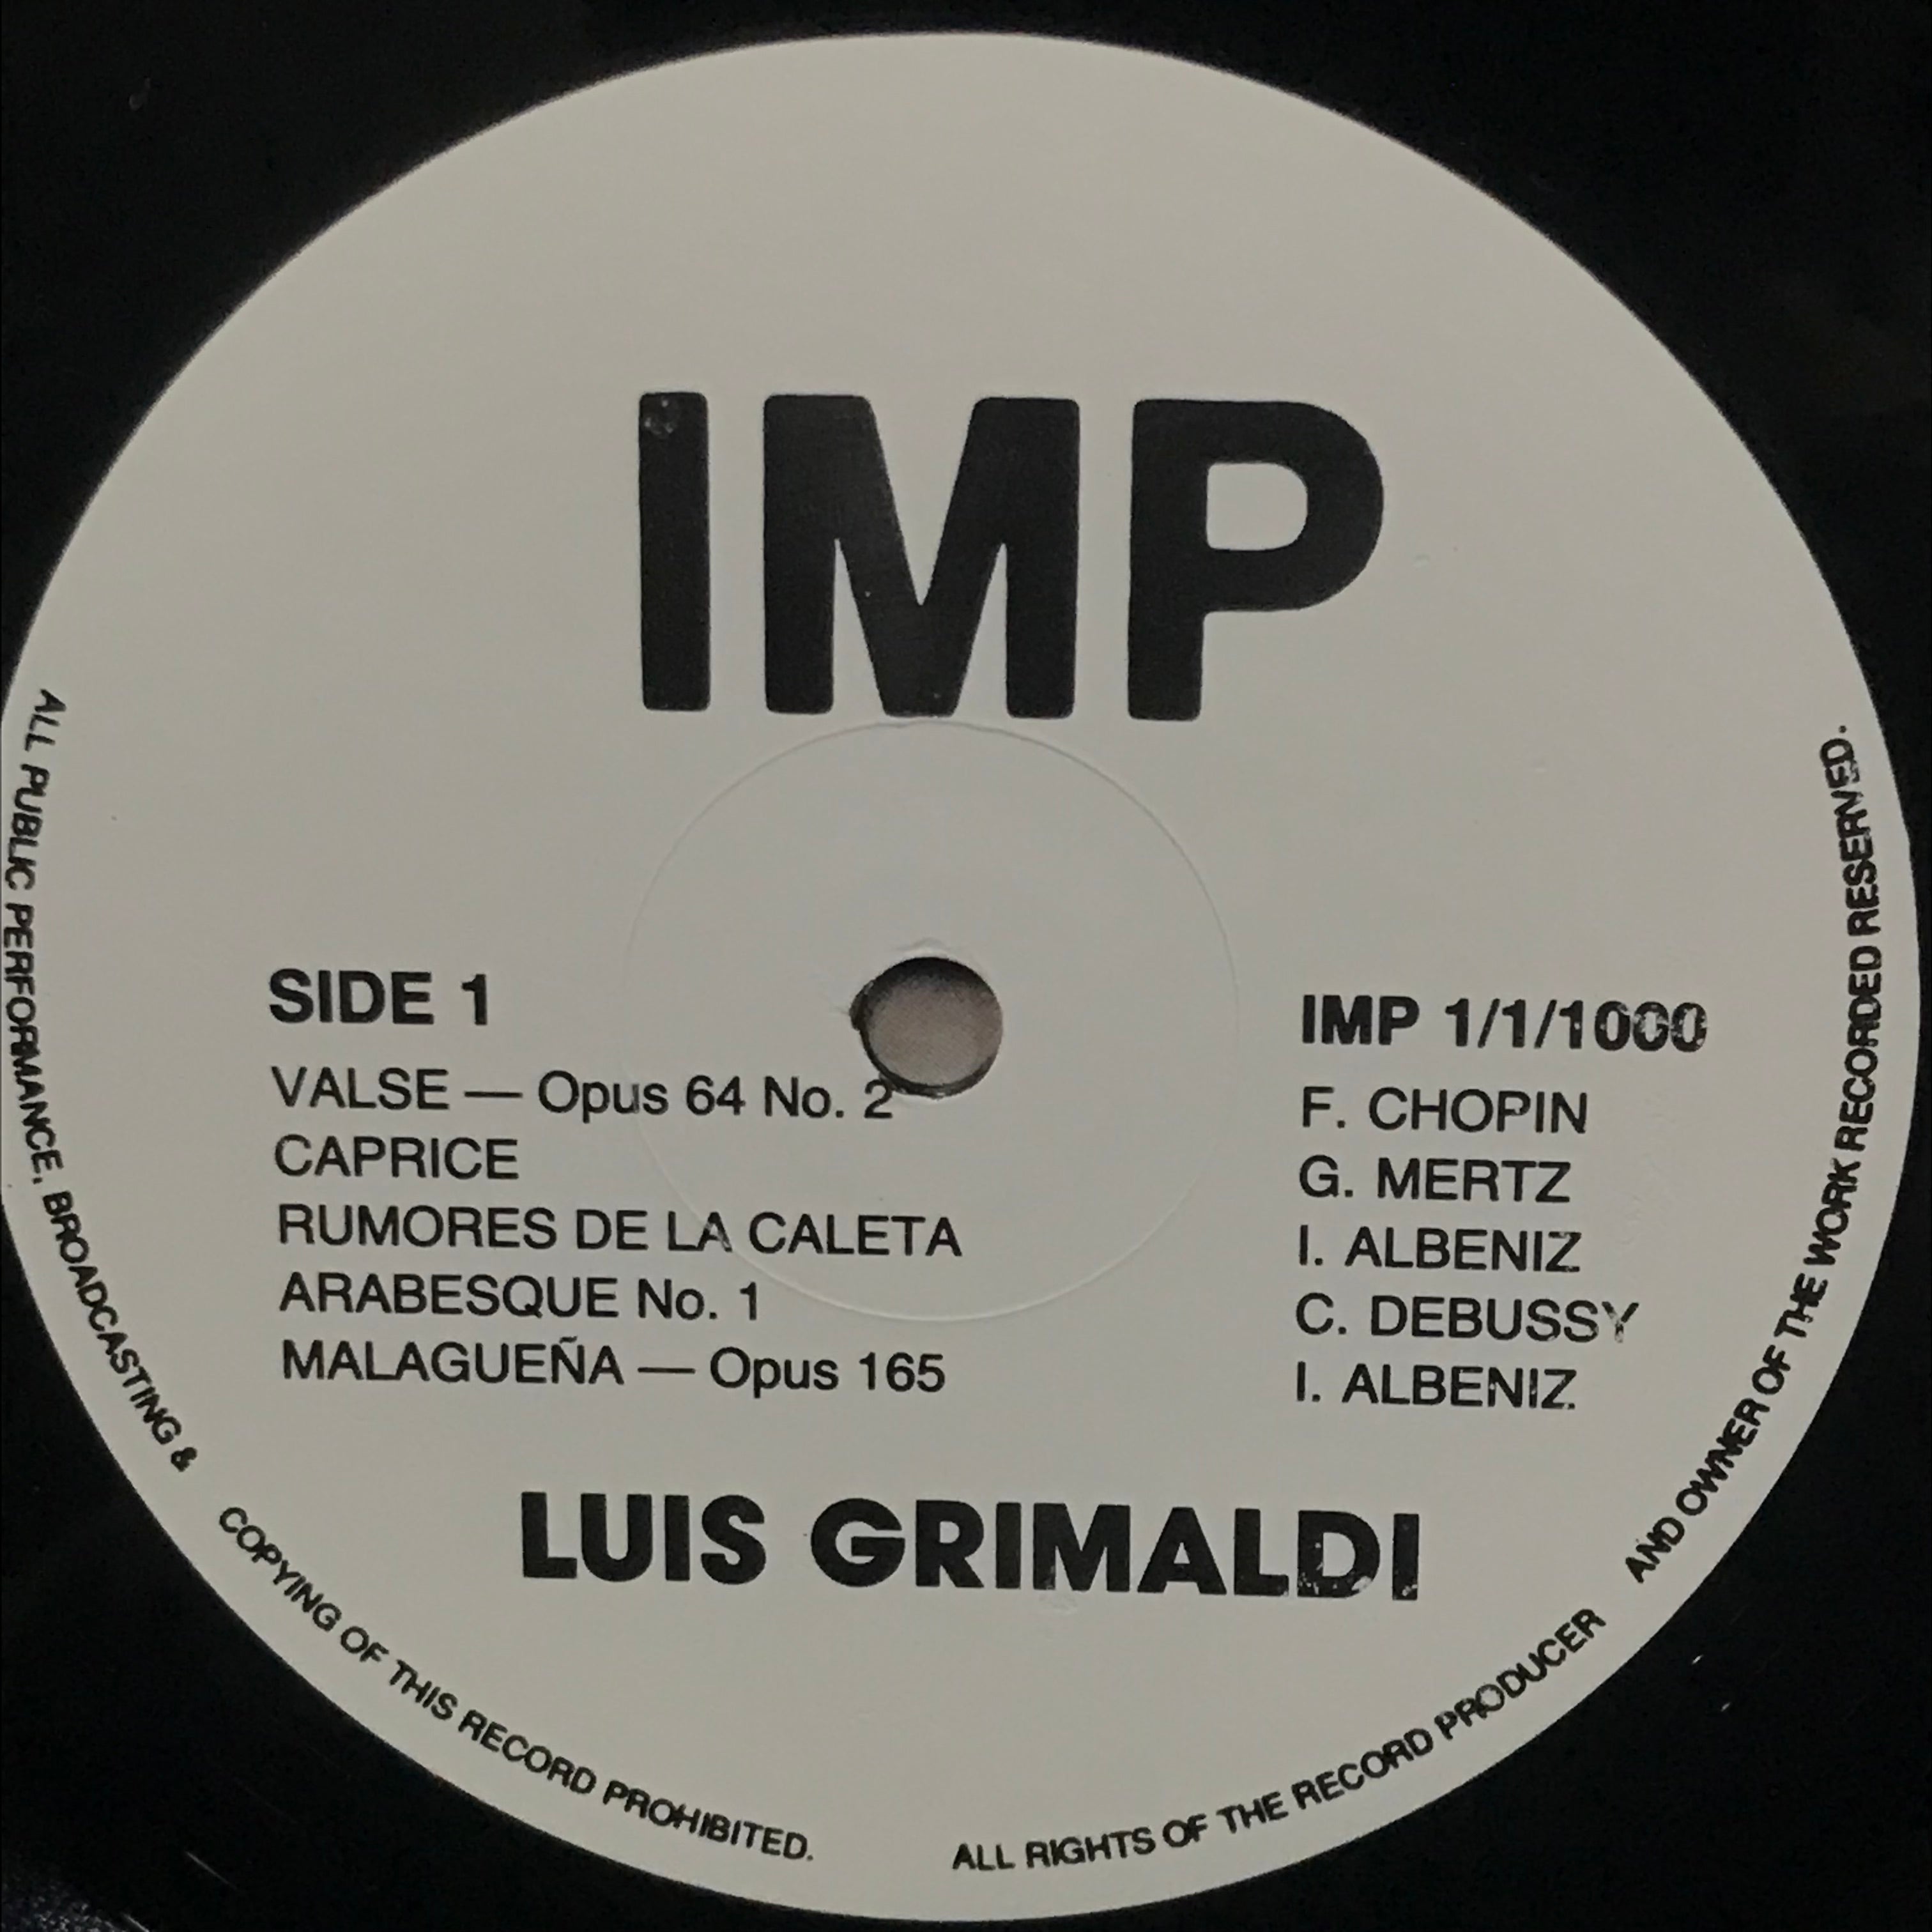 IMP
SIDE 1
IMP 1/1/1000
VALSE — Opus 64 No. 2
F. CHOPIN
CAPRICE
G. MERTZ
RUMORES DE LA CALETA
I. ALBENIZ
ARABESQUE No. 1
C. DEBUSSY
MALAGUEÑA — Opus 165
I. ALBENIZ.
LUIS GRIMALDI
ALL PUBLIC PERFORMANCE, BROADCASTING & COPYING OF THIS RECORD PROHIBITED.
ALL RIGHTS OF THE RECORD PRODUCER AND OWNER OF THE WORK RECORDED RESERVED.